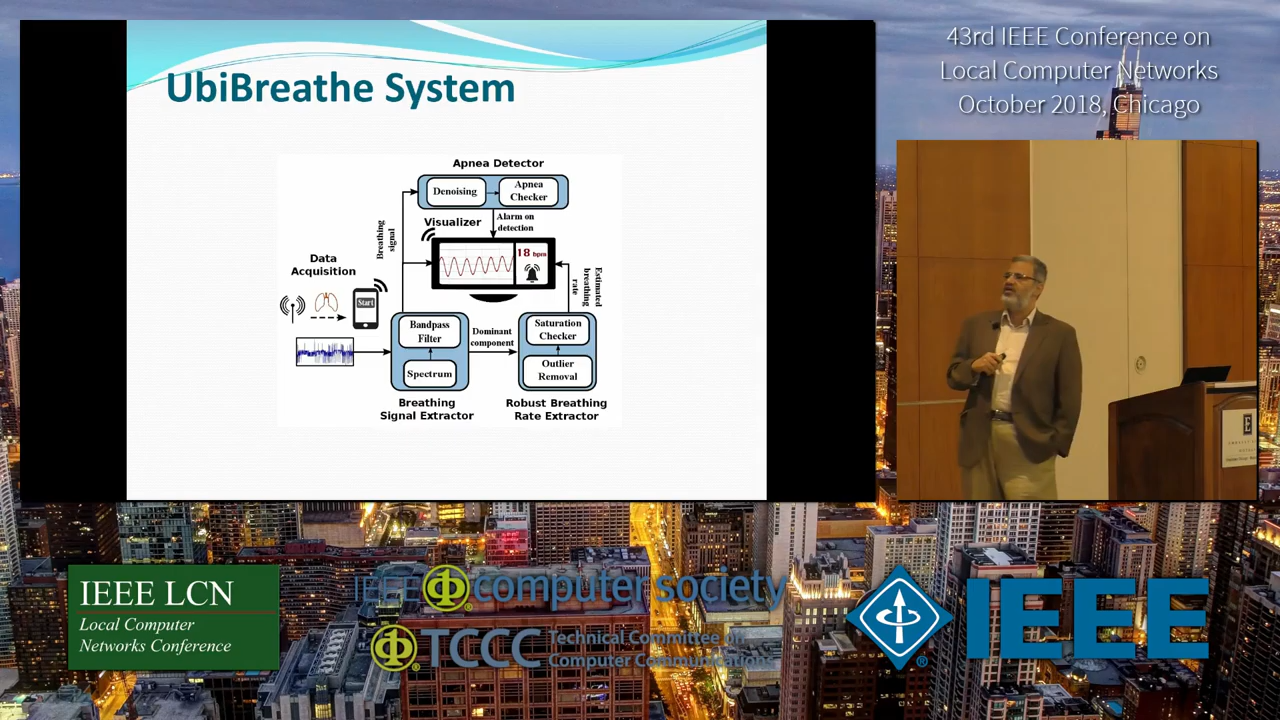 UbiBreathe System
Apnea Detector
Denoising
Apnea
Checker
Visualizer
Alarm on
detection
Breathing
signal
18 bpm
Data
Acquisition
Start
Estimated
breathing
rate
Bandpass
Filter
Spectrum
Dominant
component
Saturation
Checker
Outlier
Removal
Breathing
Signal Extractor
Robust Breathing
Rate Extractor
43rd IEEE Conference on
Local Computer Networks
October 2018, Chicago
IEEE LCN
Local Computer
Networks Conference
IEEE computer society
TCCC Technical Committee on
Computer Communications
IEEE
®